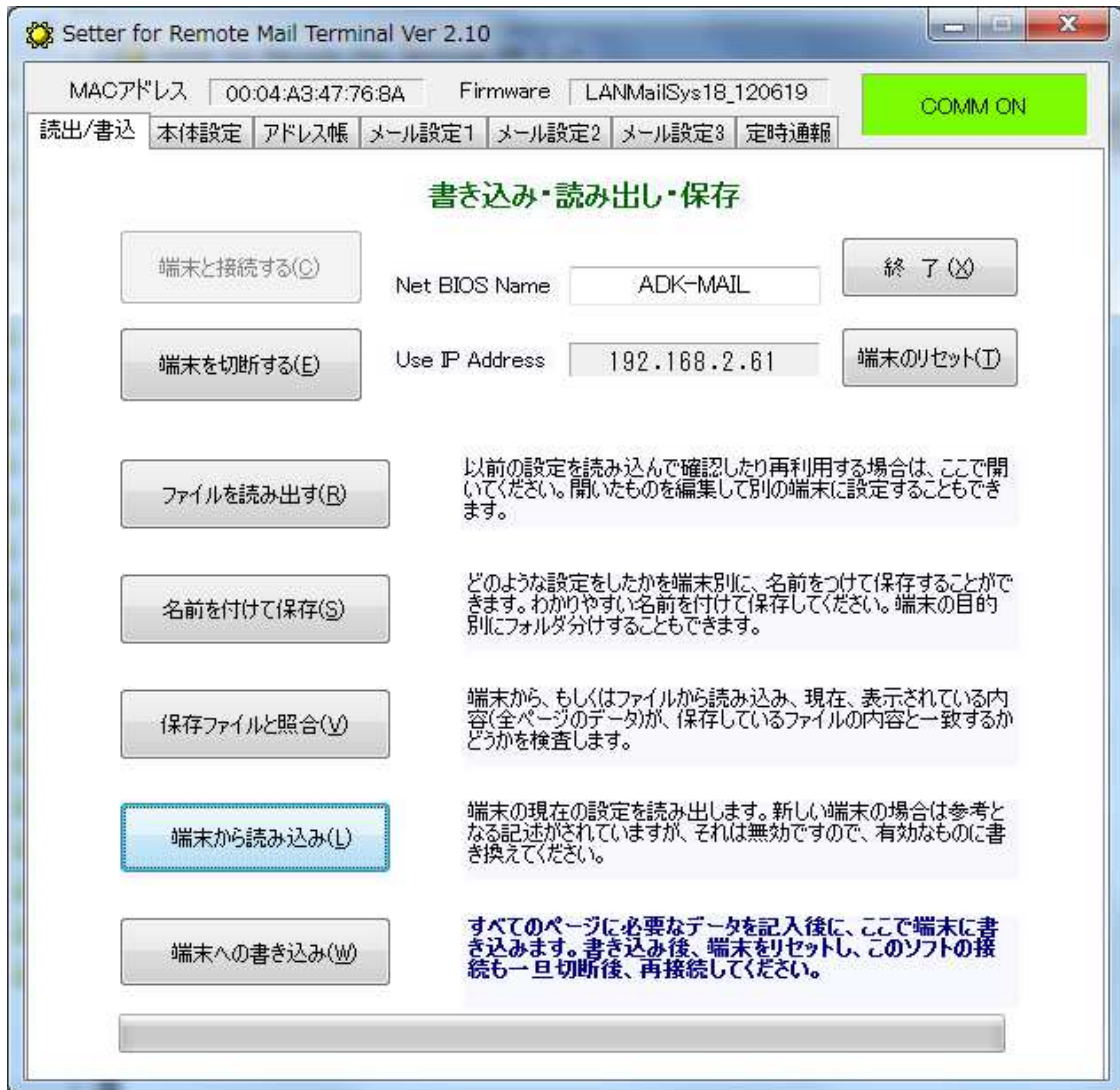 Setter for Remote Mail Terminal Ver 2.10
MACアドレス 00:04:A3:47:76:8A Firmware LANMailSys18_120619 COMM ON
読出/書込 本体設定 アドレス帳 メール設定1 メール設定2 メール設定3 定時通報
書き込み・読み出し・保存
端末と接続する(C) Net BIOS Name ADK-MAIL 終 了(X)
端末を切断する(E) Use IP Address 192.168.2.61 端末のリセット(T)
ファイルを読み出す(R)
以前の設定を読み込んで確認したり再利用する場合は、ここで開
いてください。開いたものを編集して別の端末に設定することもでき
ます。
名前を付けて保存(S)
どのような設定をしたかを端末別に、名前をつけて保存することがで
きます。わかりやすい名前を付けて保存してください。端末の目的
別にフォルダ分けすることもできます。
保存ファイルと照合(V)
端末から、もしくはファイルから読み込み、現在、表示されている内
容(全ページのデータ)が、保存しているファイルの内容と一致するか
どうかを検査します。
端末から読み込み(L)
端末の現在の設定を読み出します。新しい端末の場合は参考と
なる記述がされていますが、それは無効ですので、有効なものに書
き換えてください。
端末への書き込み(W)
すべてのページに必要なデータを記入後に、ここで端末に書
き込みます。書き込み後、端末をリセットし、このソフトの接
続も一旦切断後、再接続してください。